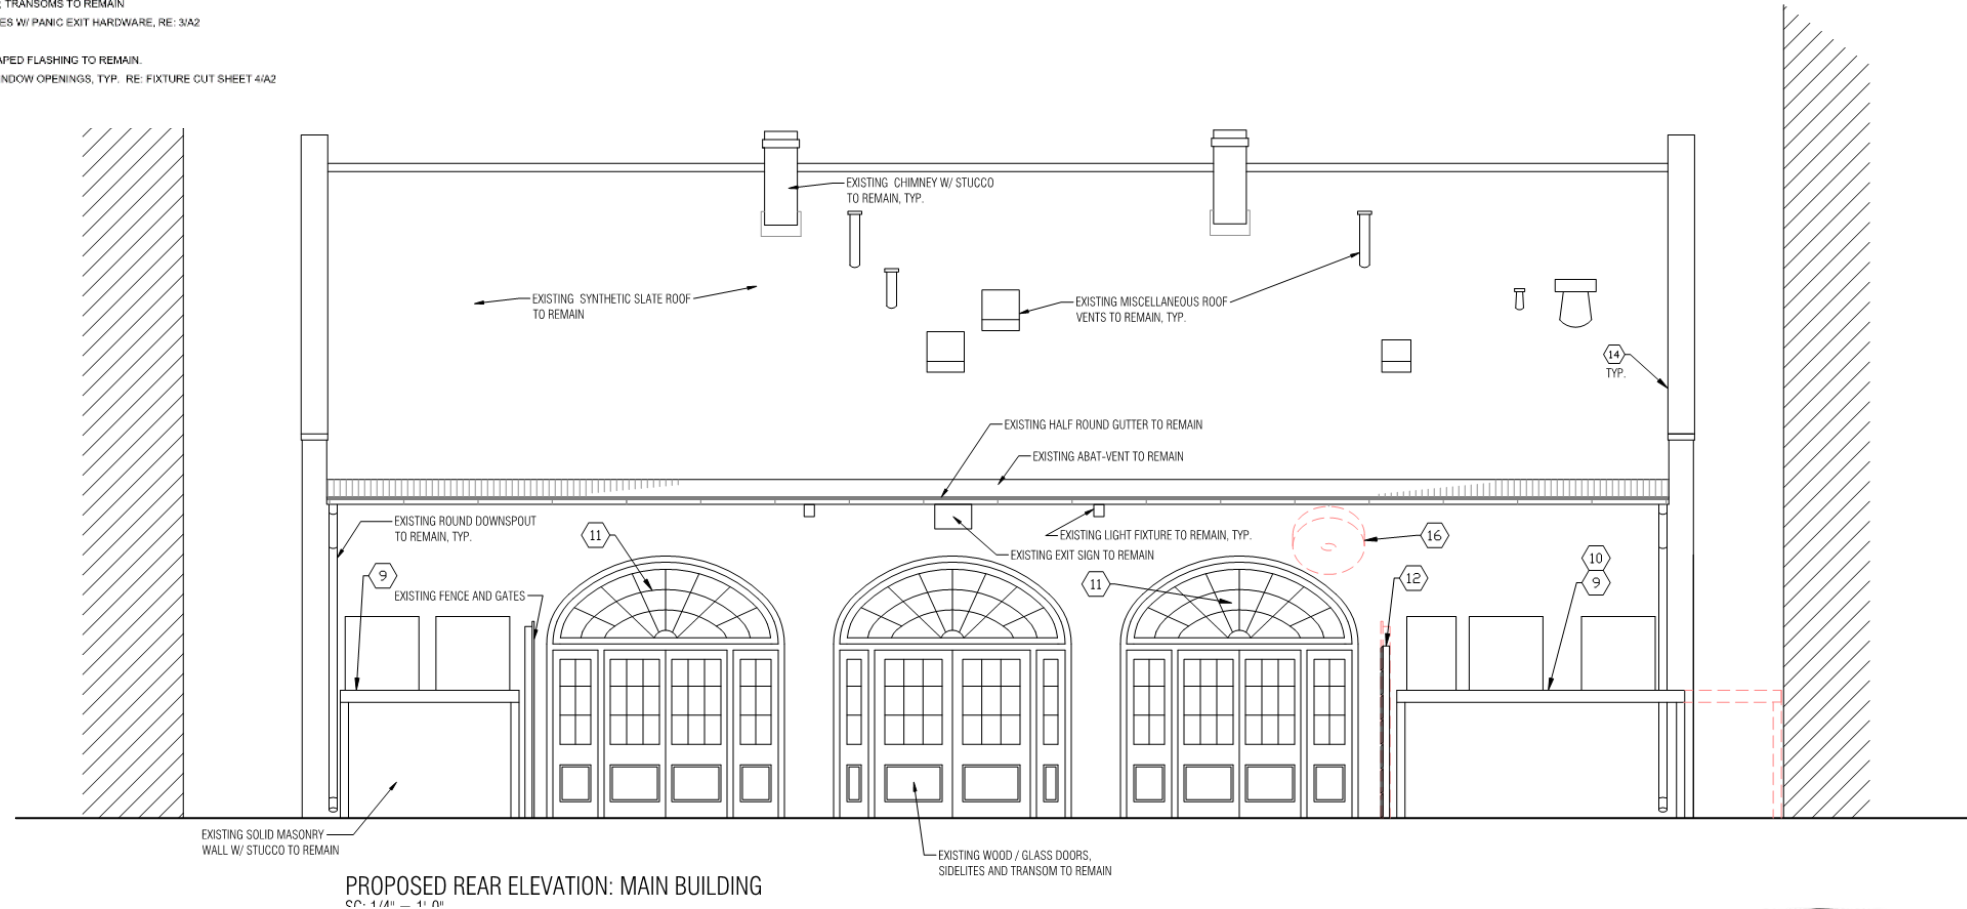 TRANSOMS TO REMAIN
ES W/ PANIC EXIT HARDWARE, RE: 3/A2
APED FLASHING TO REMAIN.
NDOW OPENINGS, TYP. RE: FIXTURE CUT SHEET 4/A2
EXISTING CHIMNEY W/ STUCCO
TO REMAIN, TYP.
EXISTING SYNTHETIC SLATE ROOF
TO REMAIN
EXISTING MISCELLANEOUS ROOF
VENTS TO REMAIN, TYP.
14
TYP.
EXISTING HALF ROUND GUTTER TO REMAIN
EXISTING ABAT-VENT TO REMAIN
EXISTING ROUND DOWNSPOUT
TO REMAIN, TYP.
11
EXISTING LIGHT FIXTURE TO REMAIN, TYP.
EXISTING EXIT SIGN TO REMAIN
16
9
EXISTING FENCE AND GATES
11
12
10
9
EXISTING SOLID MASONRY
WALL W/ STUCCO TO REMAIN
EXISTING WOOD / GLASS DOORS,
SIDELITES AND TRANSOM TO REMAIN
PROPOSED REAR ELEVATION: MAIN BUILDING
SC: 1/4" = 1'-0"